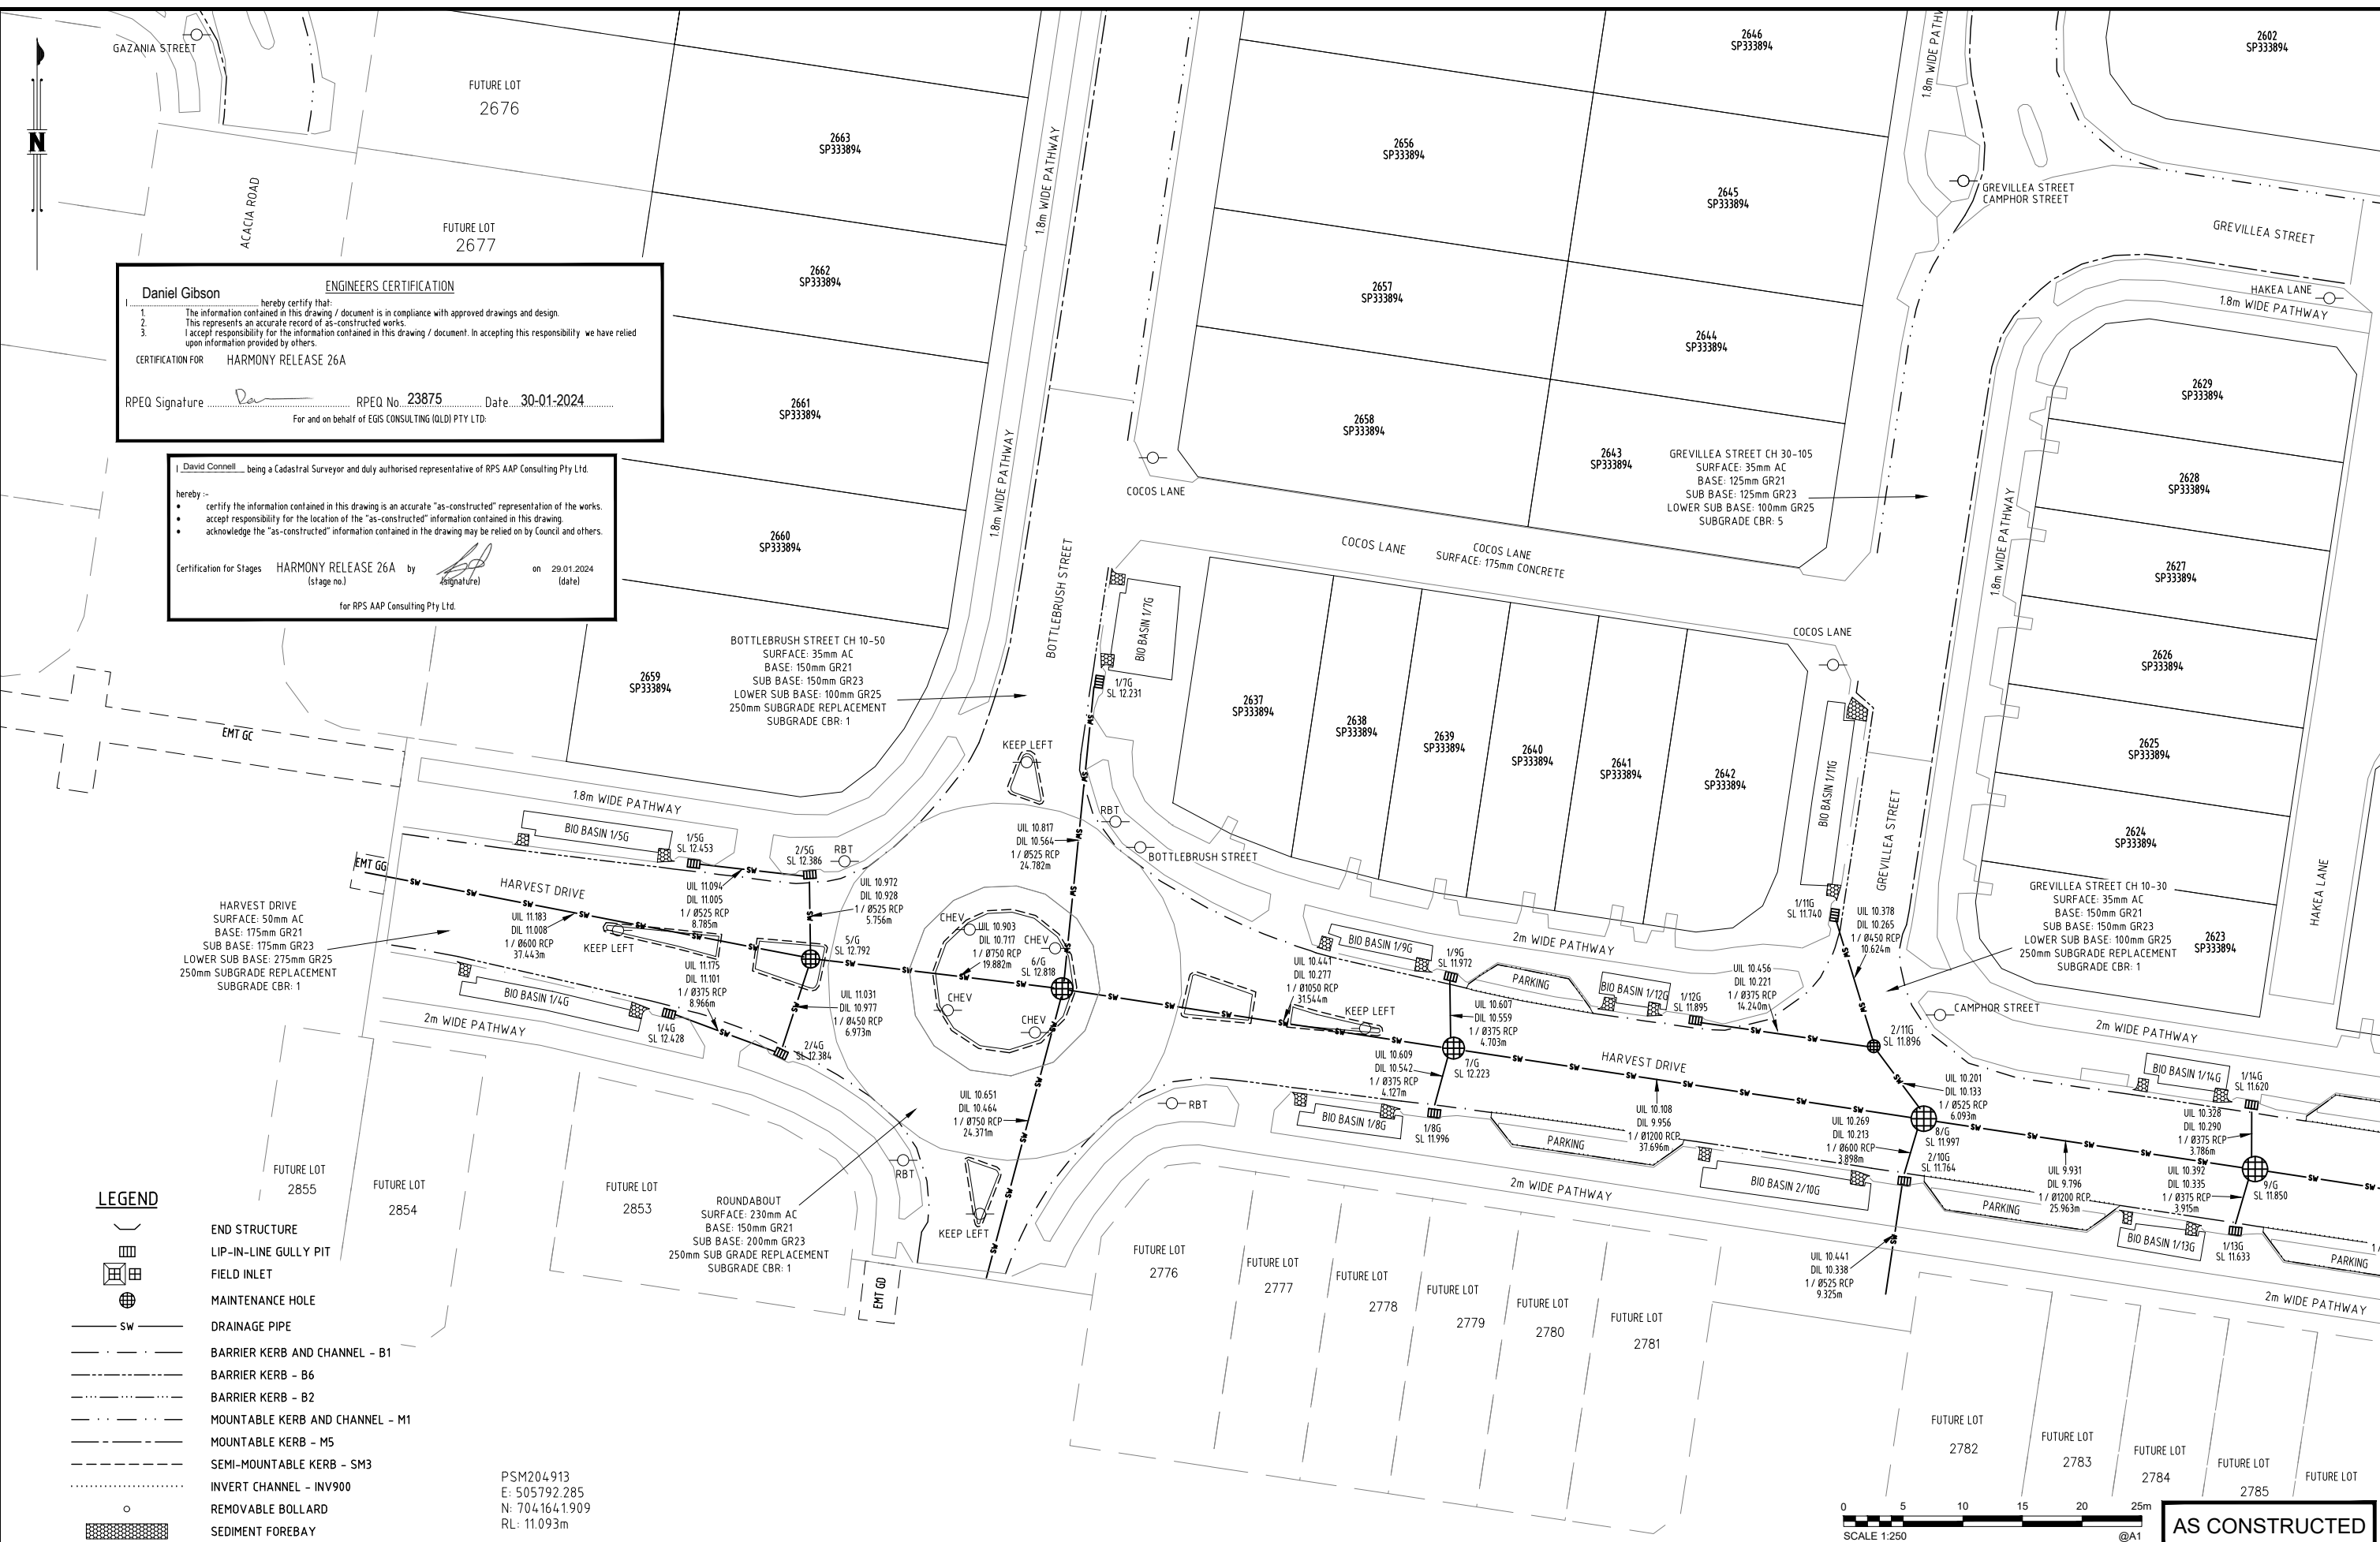 GAZANIA STREET
N
ACACIA ROAD
FUTURE LOT
2676
FUTURE LOT
2677
2663
SP333894
2662
SP333894
2661
SP333894
2660
SP333894
2659
SP333894
1.8m WIDE PATHWAY
1.8m WIDE PATHWAY
2646
SP333894
2656
SP333894
2645
SP333894
2657
SP333894
2644
SP333894
2658
SP333894
2643
SP333894
2602
SP333894
1.8m WIDE PATHW
GREVILLEA STREET
CAMPHOR STREET
GREVILLEA STREET
HAKEA LANE
1.8m WIDE PATHWAY
2629
SP333894
2628
SP333894
2627
SP333894
2626
SP333894
2625
SP333894
2624
SP333894
2623
SP333894
1.8m WIDE PATHWAY
HAKEA LANE
ENGINEERS CERTIFICATION
I Daniel Gibson hereby certify that:
1. The information contained in this drawing / document is in compliance with approved drawings and design.
2. This represents an accurate record of as-constructed works.
3. I accept responsibility for the information contained in this drawing / document. In accepting this responsibility we have relied
upon information provided by others.
CERTIFICATION FOR HARMONY RELEASE 26A
RPEQ Signature RPEQ No. 23875 Date 30-01-2024
For and on behalf of EGIS CONSULTING (QLD) PTY LTD:
I David Connell being a Cadastral Surveyor and duly authorised representative of RPS AAP Consulting Pty Ltd.
hereby :-
• certify the information contained in this drawing is an accurate "as-constructed" representation of the works.
• accept responsibility for the location of the "as-constructed" information contained in this drawing.
• acknowledge the "as-constructed" information contained in the drawing may be relied on by Council and others.
Certification for Stages HARMONY RELEASE 26A by on 29.01.2024
(stage no.) (signature) (date)
for RPS AAP Consulting Pty Ltd.
GREVILLEA STREET CH 30-105
SURFACE: 35mm AC
BASE: 125mm GR21
SUB BASE: 125mm GR23
LOWER SUB BASE: 100mm GR25
SUBGRADE CBR: 5
COCOS LANE
COCOS LANE
COCOS LANE
SURFACE: 175mm CONCRETE
COCOS LANE
BOTTLEBRUSH STREET
BIO BASIN 1/7G
1/7G
SL 12.231
BOTTLEBRUSH STREET CH 10-50
SURFACE: 35mm AC
BASE: 150mm GR21
SUB BASE: 150mm GR23
LOWER SUB BASE: 100mm GR25
250mm SUBGRADE REPLACEMENT
SUBGRADE CBR: 1
2637
SP333894
2638
SP333894
2639
SP333894
2640
SP333894
2641
SP333894
2642
SP333894
BIO BASIN 1/11G
GREVILLEA STREET
EMT GC
1.8m WIDE PATHWAY
KEEP LEFT
RBT
BOTTLEBRUSH STREET
UIL 10.817
DIL 10.564
1 / Ø525 RCP
24.782m
BIO BASIN 1/5G
1/5G
SL 12.453
2/5G
SL 12.386
RBT
EMT GG
HARVEST DRIVE
UIL 11.094
DIL 11.005
1 / Ø525 RCP
8.785m
UIL 10.972
DIL 10.928
1 / Ø525 RCP
5.756m
UIL 11.183
DIL 11.008
1 / Ø600 RCP
37.443m
KEEP LEFT
HARVEST DRIVE
SURFACE: 50mm AC
BASE: 175mm GR21
SUB BASE: 175mm GR23
LOWER SUB BASE: 275mm GR25
250mm SUBGRADE REPLACEMENT
SUBGRADE CBR: 1
5/G
SL 12.792
CHEV
UIL 10.903
DIL 10.717
1 / Ø750 RCP
19.882m
CHEV
6/G
SL 12.818
CHEV
CHEV
UIL 11.175
DIL 11.101
1 / Ø375 RCP
8.966m
UIL 11.031
DIL 10.977
1 / Ø450 RCP
6.973m
BIO BASIN 1/4G
1/4G
SL 12.428
2/4G
SL 12.384
2m WIDE PATHWAY
UIL 10.651
DIL 10.464
1 / Ø750 RCP
24.371m
RBT
RBT
KEEP LEFT
ROUNDABOUT
SURFACE: 230mm AC
BASE: 150mm GR21
SUB BASE: 200mm GR23
250mm SUB GRADE REPLACEMENT
SUBGRADE CBR: 1
EMT GD
UIL 10.441
DIL 10.277
1 / Ø1050 RCP
31.544m
KEEP LEFT
BIO BASIN 1/9G
1/9G
SL 11.972
PARKING
2m WIDE PATHWAY
BIO BASIN 1/12G
1/12G
SL 11.895
UIL 10.456
DIL 10.221
1 / Ø375 RCP
14.240m
1/11G
SL 11.740
UIL 10.378
DIL 10.265
1 / Ø450 RCP
10.624m
GREVILLEA STREET CH 10-30
SURFACE: 35mm AC
BASE: 150mm GR21
SUB BASE: 150mm GR23
LOWER SUB BASE: 100mm GR25
250mm SUBGRADE REPLACEMENT
SUBGRADE CBR: 1
CAMPHOR STREET
2m WIDE PATHWAY
UIL 10.607
DIL 10.559
1 / Ø375 RCP
4.703m
UIL 10.609
DIL 10.542
1 / Ø375 RCP
4.127m
7/G
SL 12.223
HARVEST DRIVE
2/11G
SL 11.896
UIL 10.201
DIL 10.133
1 / Ø525 RCP
6.093m
BIO BASIN 1/8G
1/8G
SL 11.996
PARKING
UIL 10.108
DIL 9.956
1 / Ø1200 RCP
37.696m
UIL 10.269
DIL 10.213
1 / Ø600 RCP
3.898m
8/G
SL 11.997
2/10G
SL 11.764
BIO BASIN 2/10G
2m WIDE PATHWAY
PARKING
UIL 9.931
DIL 9.796
1 / Ø1200 RCP
25.963m
BIO BASIN 1/14G
1/14G
SL 11.620
UIL 10.328
DIL 10.290
1 / Ø375 RCP
3.786m
UIL 10.392
DIL 10.335
1 / Ø375 RCP
3.915m
9/G
SL 11.850
BIO BASIN 1/13G
1/13G
SL 11.633
PARKING
2m WIDE PATHWAY
UIL 10.441
DIL 10.338
1 / Ø525 RCP
9.325m
FUTURE LOT
2855
FUTURE LOT
2854
FUTURE LOT
2853
FUTURE LOT
2776
FUTURE LOT
2777
FUTURE LOT
2778
FUTURE LOT
2779
FUTURE LOT
2780
FUTURE LOT
2781
FUTURE LOT
2782
FUTURE LOT
2783
FUTURE LOT
2784
FUTURE LOT
2785
FUTURE LOT
LEGEND
END STRUCTURE
LIP-IN-LINE GULLY PIT
FIELD INLET
MAINTENANCE HOLE
SW DRAINAGE PIPE
BARRIER KERB AND CHANNEL - B1
BARRIER KERB - B6
BARRIER KERB - B2
MOUNTABLE KERB AND CHANNEL - M1
MOUNTABLE KERB - M5
SEMI-MOUNTABLE KERB - SM3
INVERT CHANNEL - INV900
REMOVABLE BOLLARD
SEDIMENT FOREBAY
PSM204913
E: 505792.285
N: 7041641.909
RL: 11.093m
0 5 10 15 20 25m
SCALE 1:250 @A1
AS CONSTRUCTED